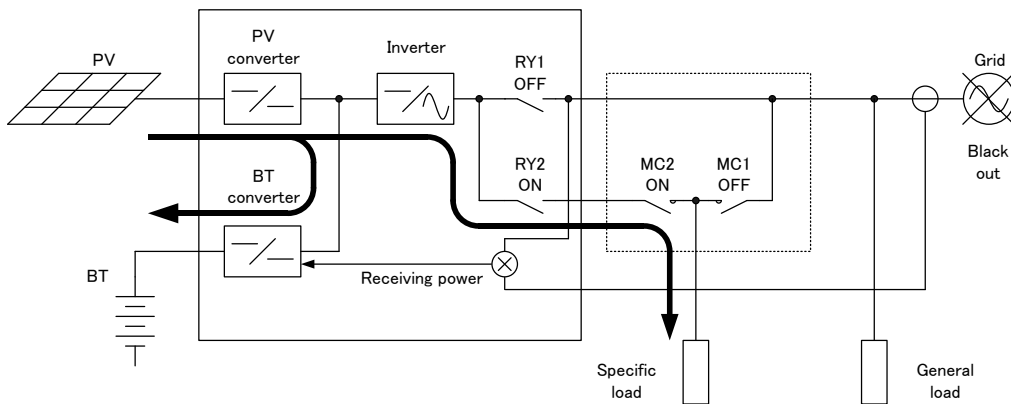 PV
PV
converter
Inverter
RY1
OFF
Grid
BT
converter
RY2
ON
MC2
ON
MC1
OFF
Black
out
BT
Receiving power
Specific
load
General
load